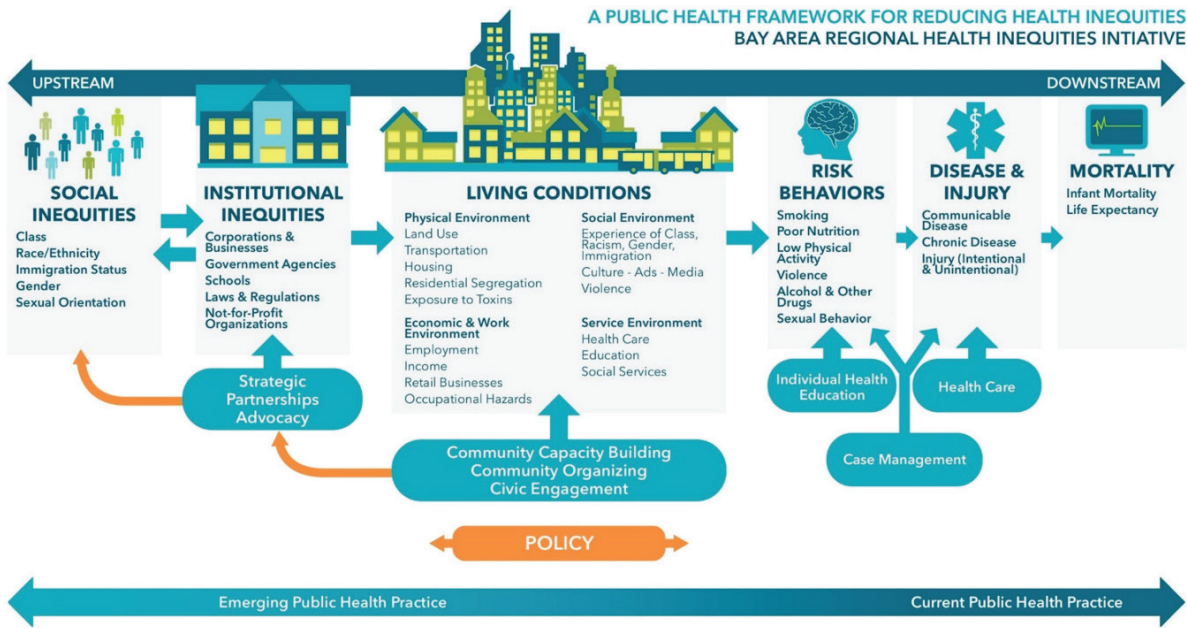 A PUBLIC HEALTH FRAMEWORK FOR REDUCING HEALTH INEQUITIES
BAY AREA REGIONAL HEALTH INEQUITIES INTIATIVE
UPSTREAM
DOWNSTREAM
SOCIAL
INEQUITIES
Class
Race/Ethnicity
Immigration Status
Gender
Sexual Orientation
INSTITUTIONAL
INEQUITIES
Corporations &
Businesses
Government Agencies
Schools
Laws & Regulations
Not-for-Profit
Organizations
LIVING CONDITIONS
Physical Environment
Land Use
Transportation
Housing
Residential Segregation
Exposure to Toxins
Economic & Work
Environment
Employment
Income
Retail Businesses
Occupational Hazards
Social Environment
Experience of Class,
Racism, Gender,
Immigration
Culture - Ads - Media
Violence
Service Environment
Health Care
Education
Social Services
RISK
BEHAVIORS
Smoking
Poor Nutrition
Low Physical
Activity
Violence
Alcohol & Other
Drugs
Sexual Behavior
DISEASE &
INJURY
Communicable
Disease
Chronic Disease
Injury (Intentional
& Unintentional)
MORTALITY
Infant Mortality
Life Expectancy
Strategic
Partnerships
Advocacy
Community Capacity Building
Community Organizing
Civic Engagement
Individual Health
Education
Health Care
Case Management
POLICY
Emerging Public Health Practice
Current Public Health Practice